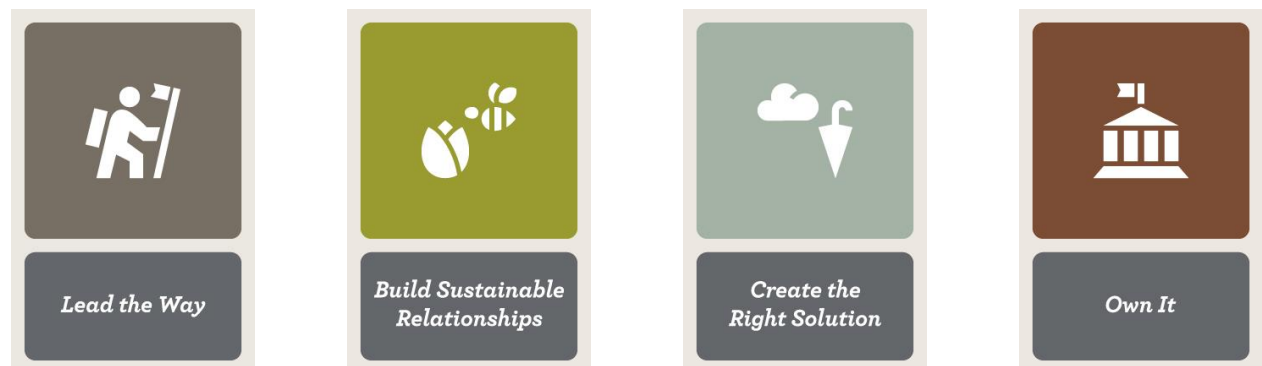 Lead the Way
Build Sustainable
Relationships
Create the
Right Solution
Own It